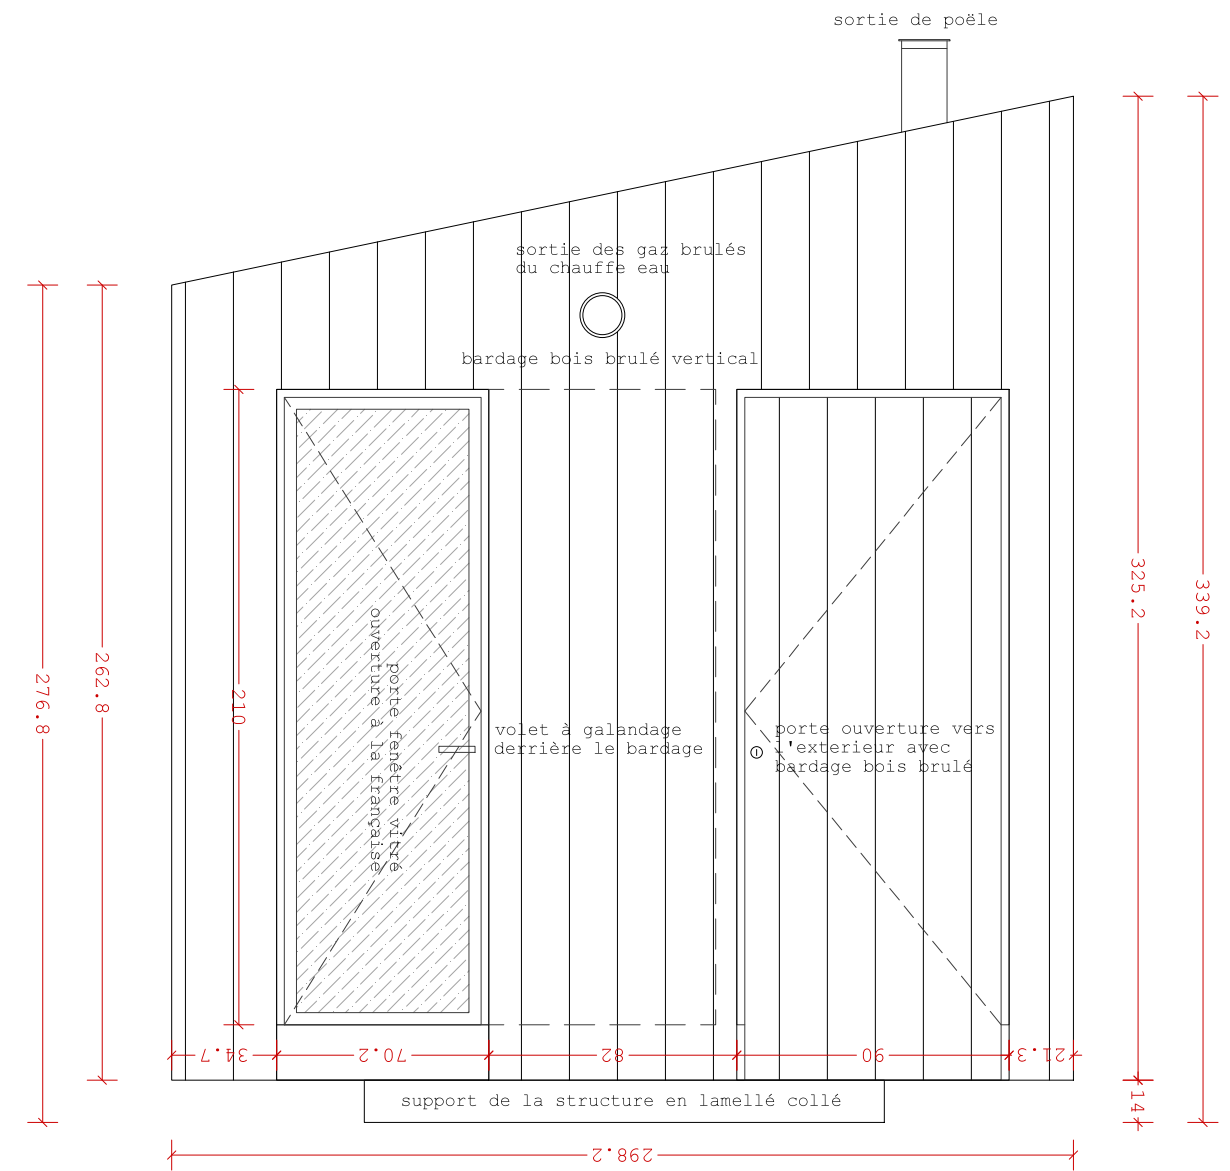 sortie de poële
sortie des gaz brulés
du chauffe eau
bardage bois brulé vertical
325.2
339.2
262.8
276.8
210
porte fenêtre vitré
ouverture à la française
volet à galandage
derrière le bardage
porte ouverture vers
l'exterieur avec
bardage bois brulé
34.7
70.2
82
90
21.3
14
support de la structure en lamellé collé
298.2